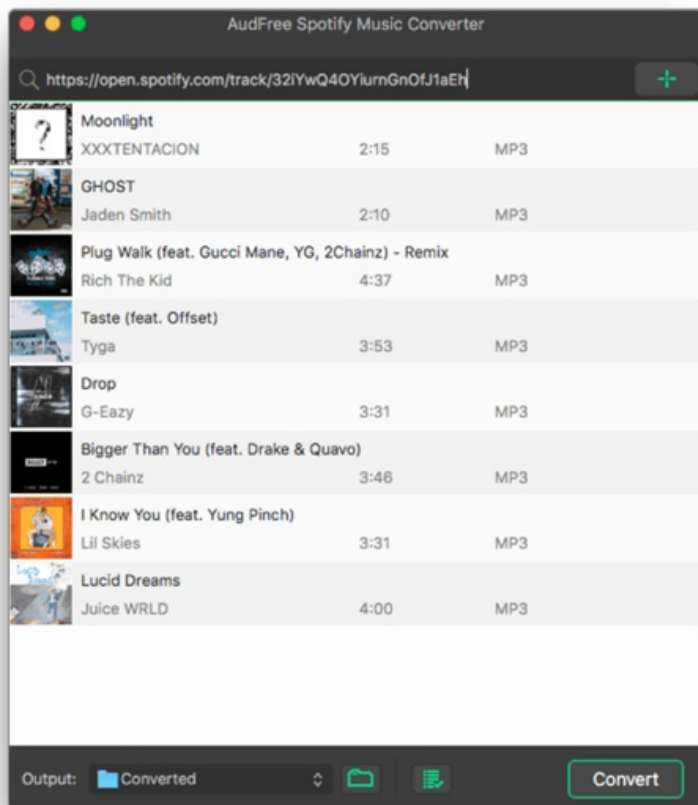 AudFree Spotify Music Converter
https://open.spotify.com/track/32iYwQ4OYiurnGnOfJ1aEh
Moonlight
XXXTENTACION 2:15 MP3
GHOST
Jaden Smith 2:10 MP3
Plug Walk (feat. Gucci Mane, YG, 2Chainz) - Remix
Rich The Kid 4:37 MP3
Taste (feat. Offset)
Tyga 3:53 MP3
Drop
G-Eazy 3:31 MP3
Bigger Than You (feat. Drake & Quavo)
2 Chainz 3:46 MP3
I Know You (feat. Yung Pinch)
Lil Skies 3:31 MP3
Lucid Dreams
Juice WRLD 4:00 MP3
Output: Converted Convert